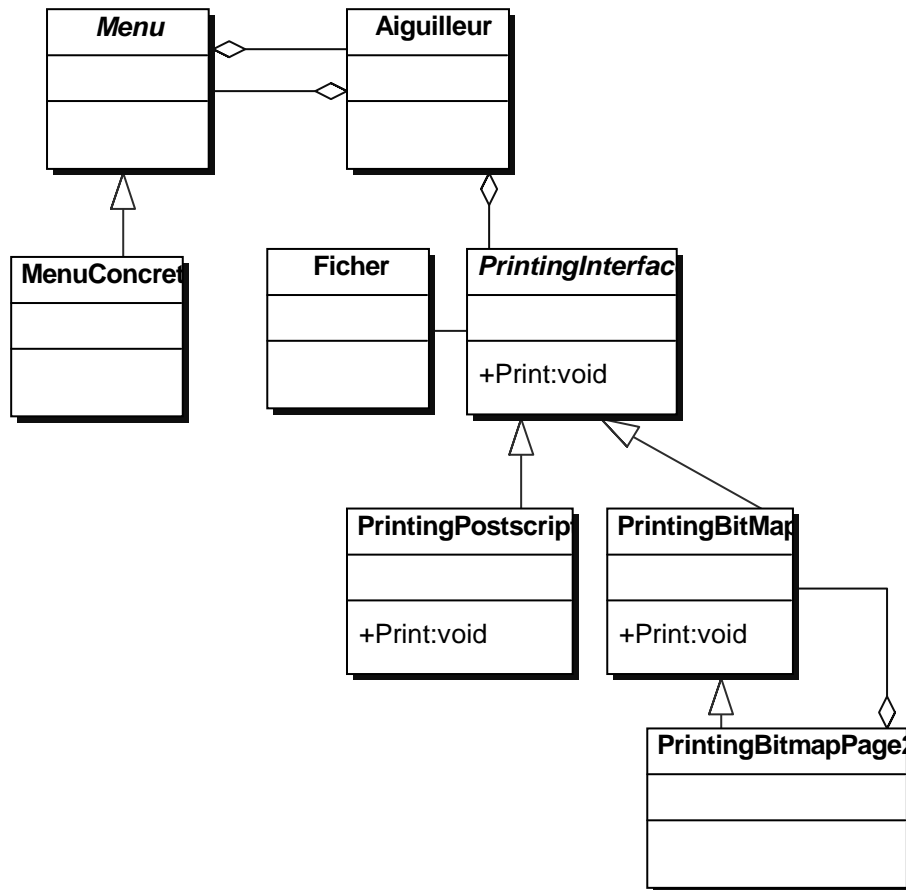 Menu
Aiguilleur
MenuConcret
Ficher
PrintingInterfac
+Print:void
PrintingPostscript
+Print:void
PrintingBitMap
+Print:void
PrintingBitmapPage2